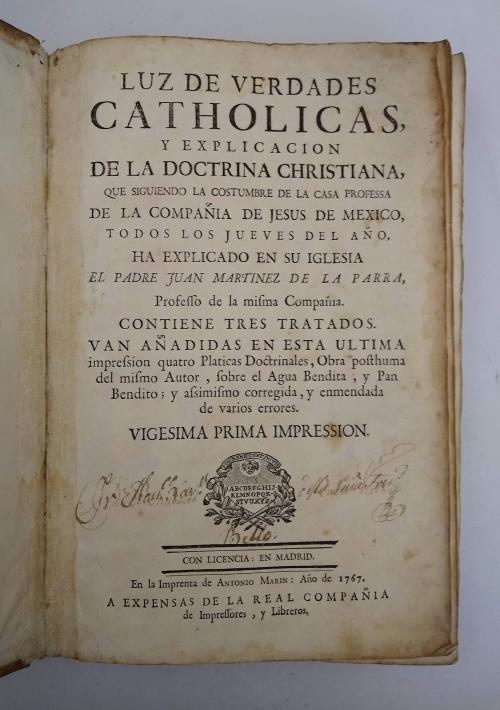 LUZ DE VERDADES
CATHOLICAS,
Y EXPLICACION
DE LA DOCTRINA CHRISTIANA,
QUE SIGUIENDO LA COSTUMBRE DE LA CASA PROFESSA
DE LA COMPAÑIA DE JESUS DE MEXICO,
TODOS LOS JUEVES DEL AÑO,
HA EXPLICADO EN SU IGLESIA
EL PADRE JUAN MARTINEZ DE LA PARRA,
Professo de la misma Compañia.
CONTIENE TRES TRATADOS.
VAN AÑADIDAS EN ESTA ULTIMA
impression quatro Platicas Doctrinales, Obra posthuma
del mismo Autor, sobre el Agua Bendita, y Pan
Bendito; y assimismo corregida, y enmendada
de varios errores.
VIGESIMA PRIMA IMPRESSION.
ABCDEFGHIJ
KLMNOPQR
STVUXYZ
Bello.
CON LICENCIA: EN MADRID.
En la Imprenta de ANTONIO MARIN: Año de 1767.
A EXPENSAS DE LA REAL COMPAÑIA
de Impressores, y Libreros.